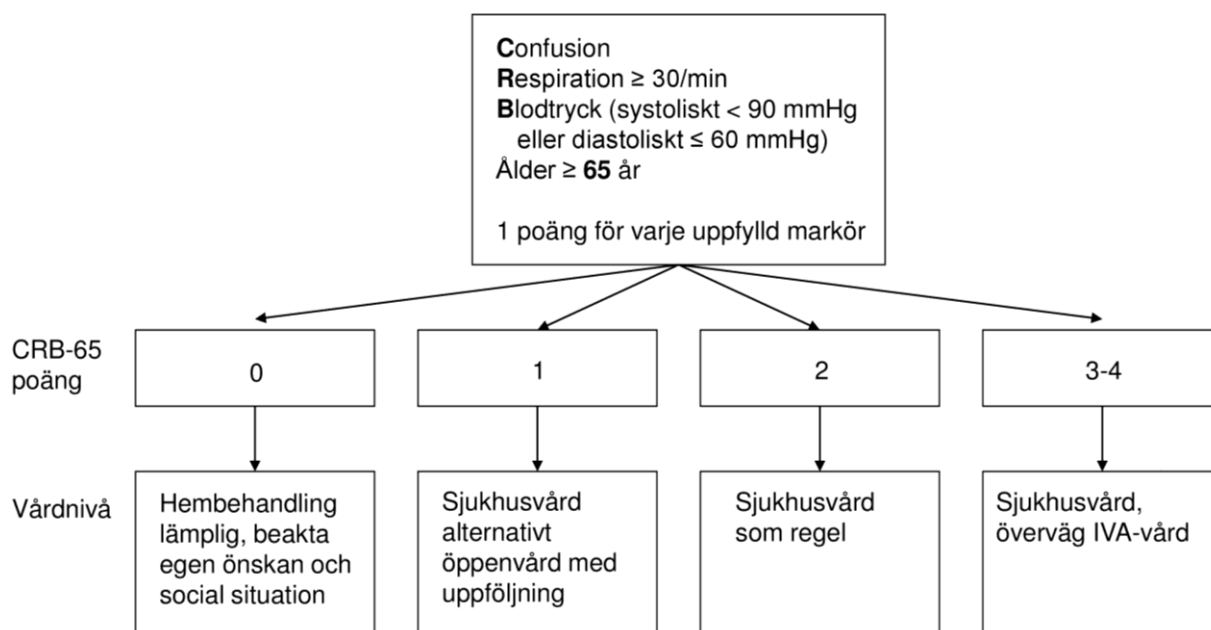 Confusion
Respiration ≥ 30/min
Blodtryck (systoliskt < 90 mmHg
eller diastoliskt ≤ 60 mmHg)
Ålder ≥ 65 år
1 poäng för varje uppfylld markör
CRB-65
poäng
0
1
2
3-4
Vårdnivå
Hembehandling
lämplig, beakta
egen önskan och
social situation
Sjukhusvård
alternativt
öppenvård med
uppföljning
Sjukhusvård
som regel
Sjukhusvård,
överväg IVA-vård